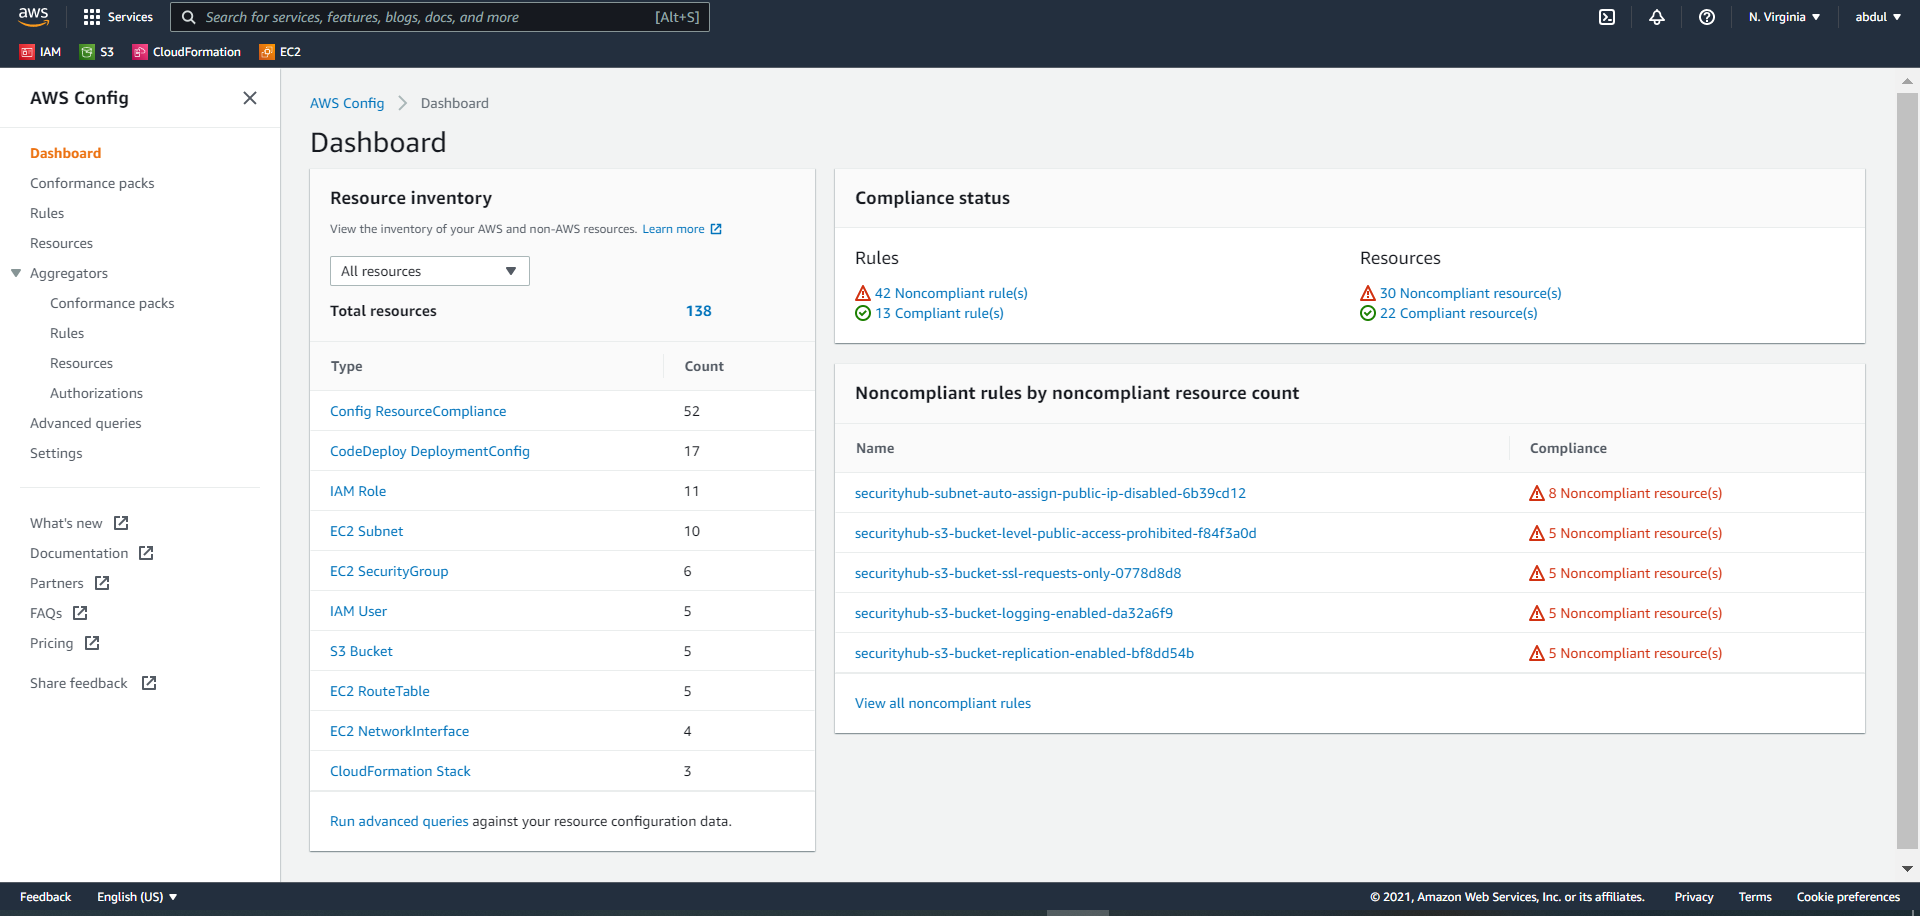 aws
Services
Search for services, features, blogs, docs, and more [Alt+S]
N. Virginia
abdul
IAM S3 CloudFormation EC2
AWS Config
Dashboard
Conformance packs
Rules
Resources
Aggregators
Conformance packs
Rules
Resources
Authorizations
Advanced queries
Settings
What's new
Documentation
Partners
FAQs
Pricing
Share feedback
AWS Config Dashboard
Dashboard
Resource inventory
View the inventory of your AWS and non-AWS resources. Learn more
All resources
Total resources 138
Type Count
Config ResourceCompliance 52
CodeDeploy DeploymentConfig 17
IAM Role 11
EC2 Subnet 10
EC2 SecurityGroup 6
IAM User 5
S3 Bucket 5
EC2 RouteTable 5
EC2 NetworkInterface 4
CloudFormation Stack 3
Run advanced queries against your resource configuration data.
Compliance status
Rules
42 Noncompliant rule(s)
13 Compliant rule(s)
Resources
30 Noncompliant resource(s)
22 Compliant resource(s)
Noncompliant rules by noncompliant resource count
Name Compliance
securityhub-subnet-auto-assign-public-ip-disabled-6b39cd12 8 Noncompliant resource(s)
securityhub-s3-bucket-level-public-access-prohibited-f84f3a0d 5 Noncompliant resource(s)
securityhub-s3-bucket-ssl-requests-only-0778d8d8 5 Noncompliant resource(s)
securityhub-s3-bucket-logging-enabled-da32a6f9 5 Noncompliant resource(s)
securityhub-s3-bucket-replication-enabled-bf8dd54b 5 Noncompliant resource(s)
View all noncompliant rules
Feedback English (US) © 2021, Amazon Web Services, Inc. or its affiliates. Privacy Terms Cookie preferences